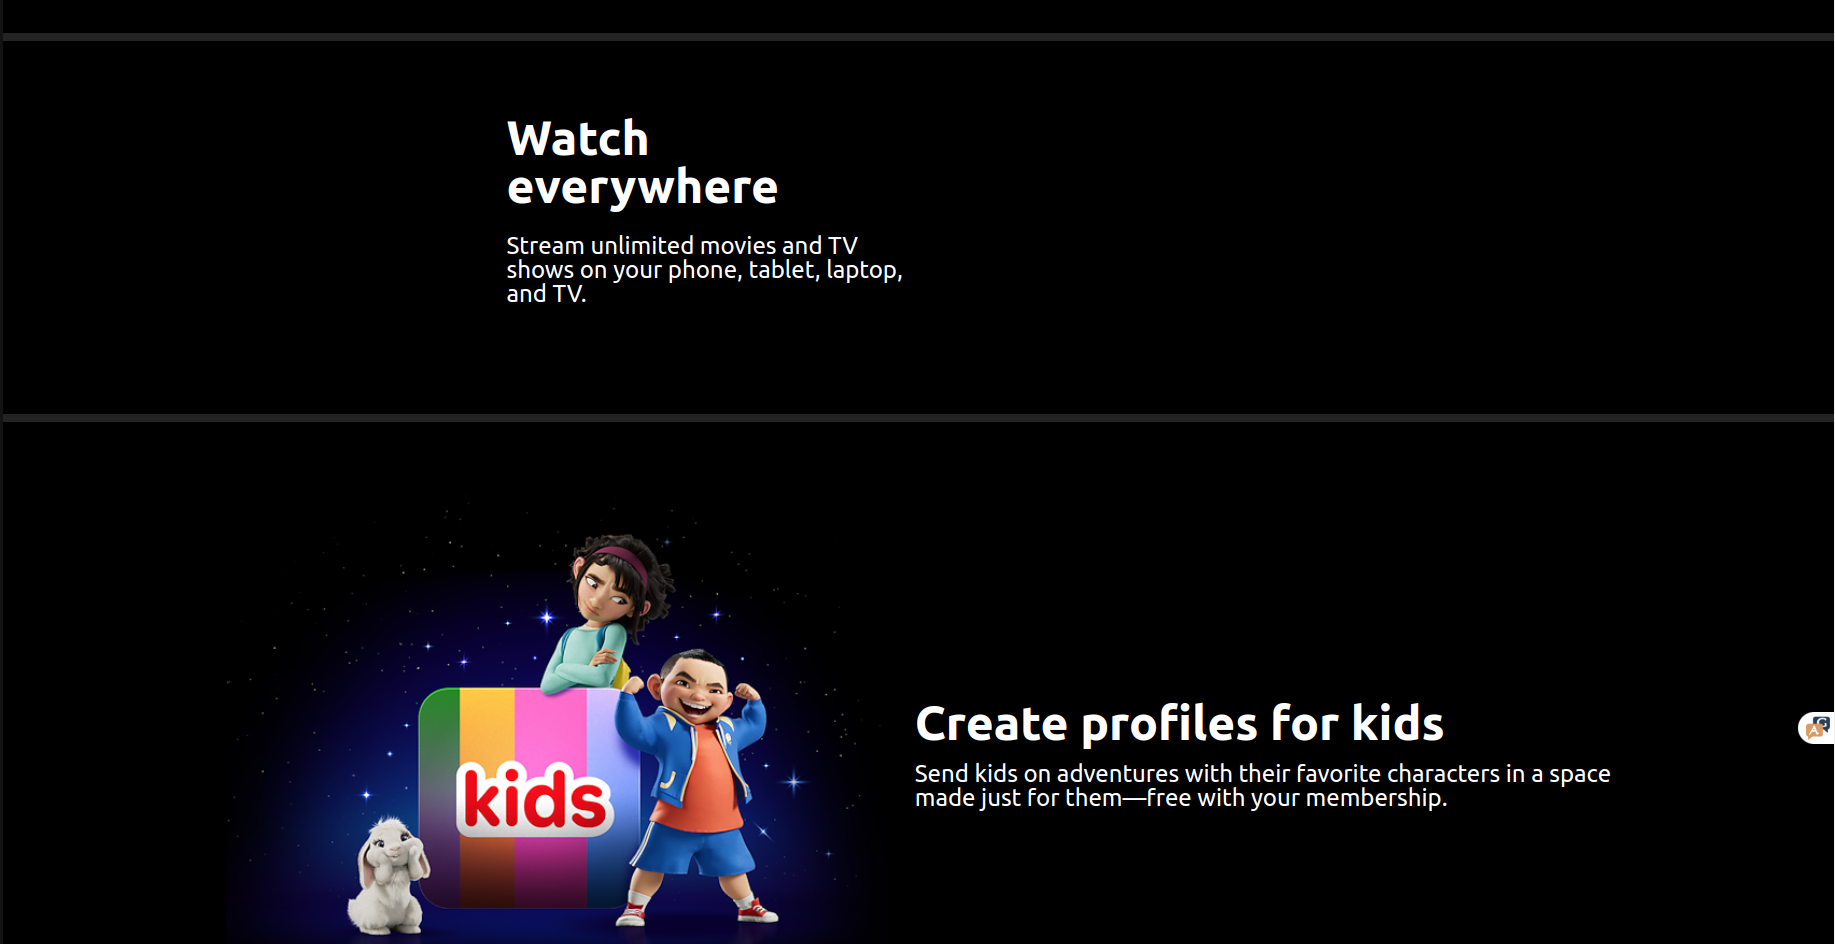 Watch
everywhere
Stream unlimited movies and TV
shows on your phone, tablet, laptop,
and TV.
kids
Create profiles for kids
Send kids on adventures with their favorite characters in a space
made just for them—free with your membership.